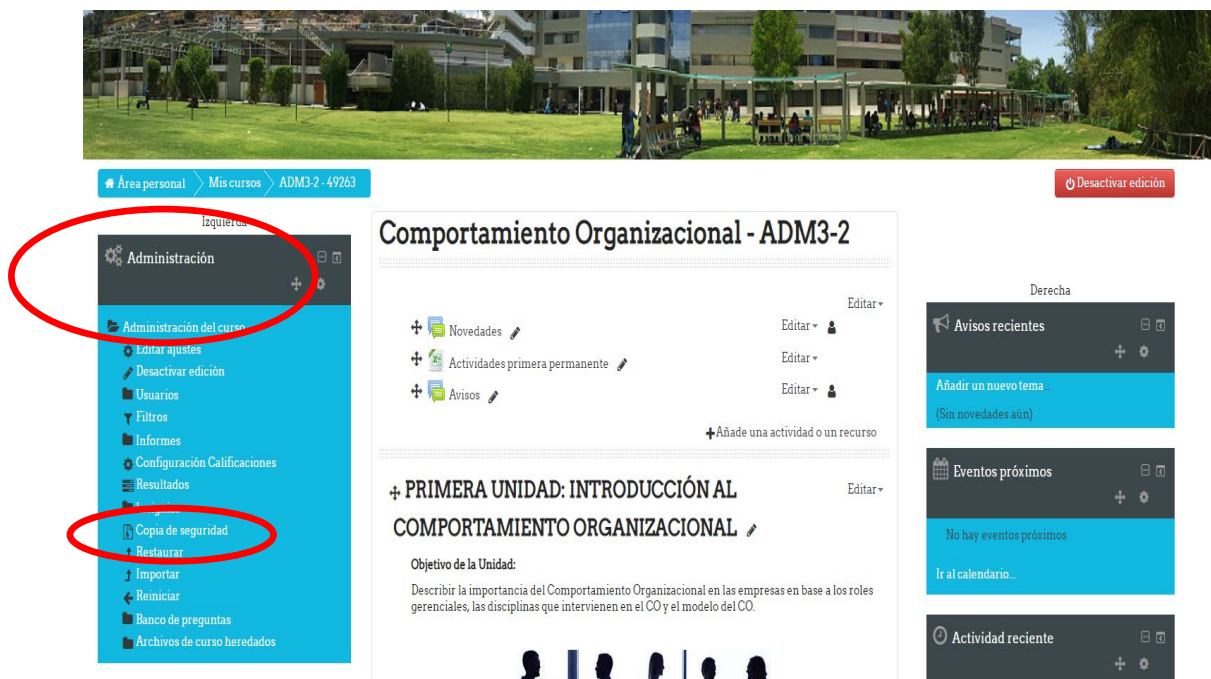 Área personal
Mis cursos
ADM3-2 - 49263
Desactivar edición
Izquierda
Administración
Administración del curso
Editar ajustes
Desactivar edición
Usuarios
Filtros
Informes
Configuración Calificaciones
Resultados
Insignias
Copia de seguridad
Restaurar
Importar
Reiniciar
Banco de preguntas
Archivos de curso heredados
Comportamiento Organizacional - ADM3-2
Editar
Novedades
Editar
Actividades primera permanente
Editar
Avisos
Editar
Añade una actividad o un recurso
PRIMERA UNIDAD: INTRODUCCIÓN AL
COMPORTAMIENTO ORGANIZACIONAL
Editar
Objetivo de la Unidad:
Describir la importancia del Comportamiento Organizacional en las empresas en base a los roles
gerenciales, las disciplinas que intervienen en el CO y el modelo del CO.
Derecha
Avisos recientes
Añadir un nuevo tema...
(Sin novedades aún)
Eventos próximos
No hay eventos próximos
Ir al calendario...
Actividad reciente